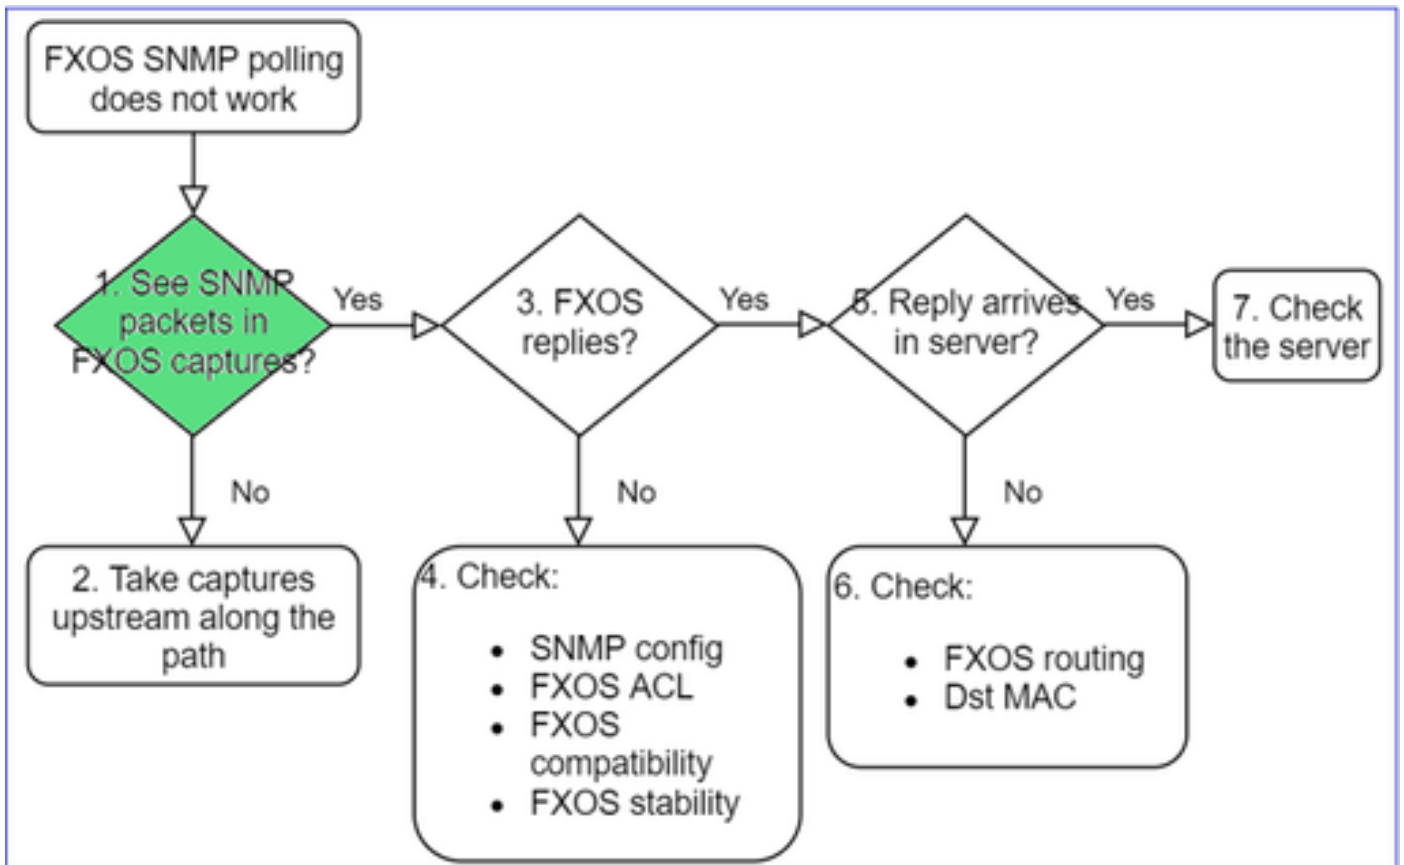 FXOS SNMP polling
does not work
1. See SNMP
packets in
FXOS captures?
Yes
3. FXOS
replies?
Yes
5. Reply arrives
in server?
Yes
7. Check
the server
No
No
No
2. Take captures
upstream along the
path
4. Check:
• SNMP config
• FXOS ACL
• FXOS
compatibility
• FXOS stability
6. Check:
• FXOS routing
• Dst MAC